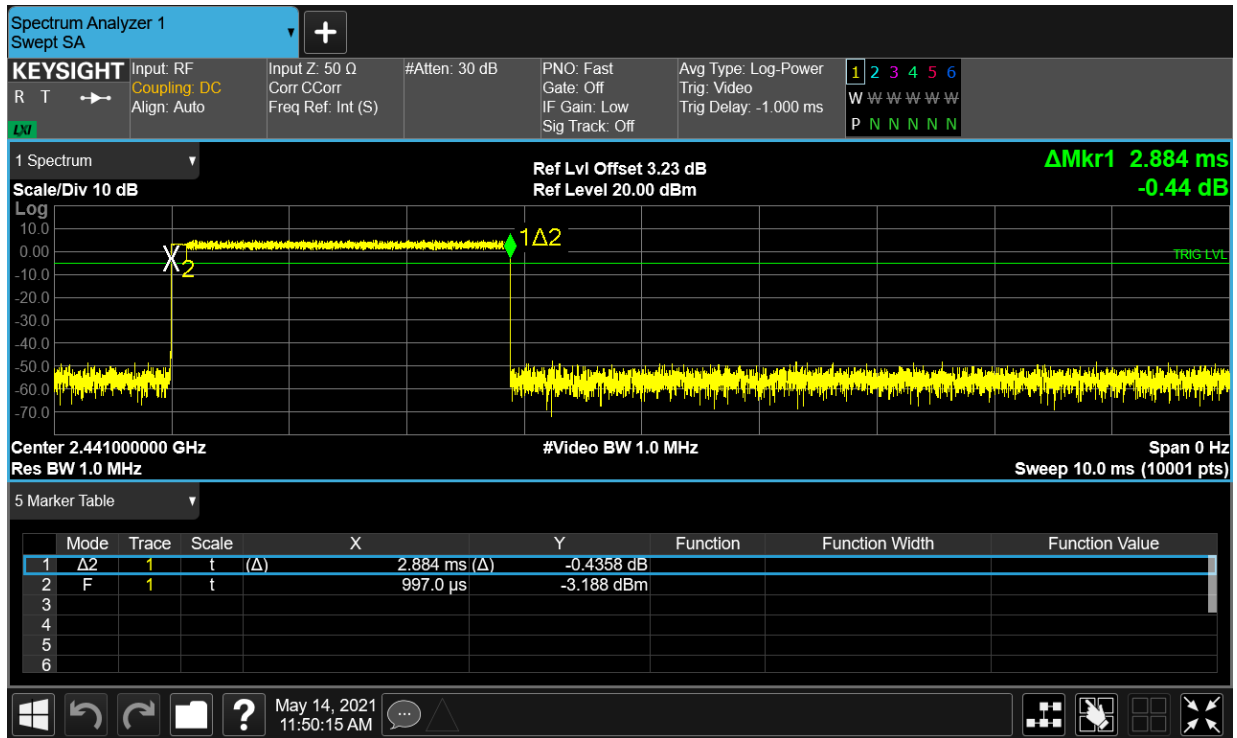 Spectrum Analyzer 1
Swept SA
KEYSIGHT
R T
LXI
Input: RF
Coupling: DC
Align: Auto
Input Z: 50 Ω
Corr CCorr
Freq Ref: Int (S)
#Atten: 30 dB
PNO: Fast
Gate: Off
IF Gain: Low
Sig Track: Off
Avg Type: Log-Power
Trig: Video
Trig Delay: -1.000 ms
1 2 3 4 5 6
W W W W W W
P N N N N N
1 Spectrum
Scale/Div 10 dB
Ref Lvl Offset 3.23 dB
Ref Level 20.00 dBm
ΔMkr1 2.884 ms
-0.44 dB
Log
10.0
0.00
-10.0
-20.0
-30.0
-40.0
-50.0
-60.0
-70.0
X
2
1Δ2
TRIG LVL
Center 2.441000000 GHz
Res BW 1.0 MHz
#Video BW 1.0 MHz
Span 0 Hz
Sweep 10.0 ms (10001 pts)
5 Marker Table
Mode Trace Scale X Y Function Function Width Function Value
1 Δ2 1 t (Δ) 2.884 ms (Δ) -0.4358 dB
2 F 1 t 997.0 µs -3.188 dBm
3
4
5
6
?
May 14, 2021
11:50:15 AM